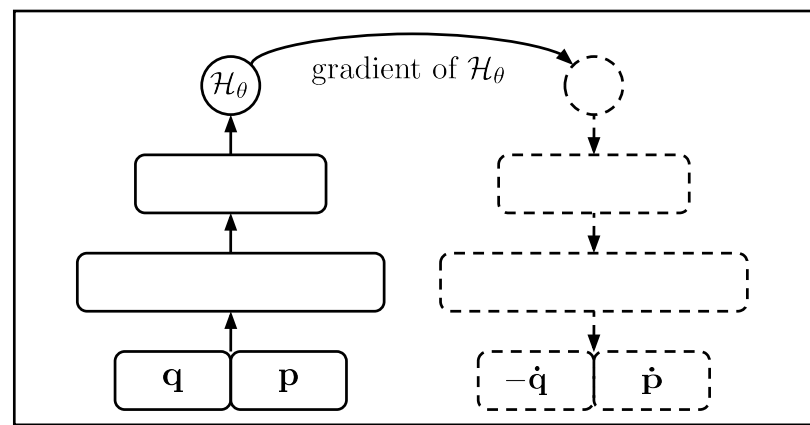 ℋ_θ
gradient of ℋ_θ
q p
−q̇ ṗ